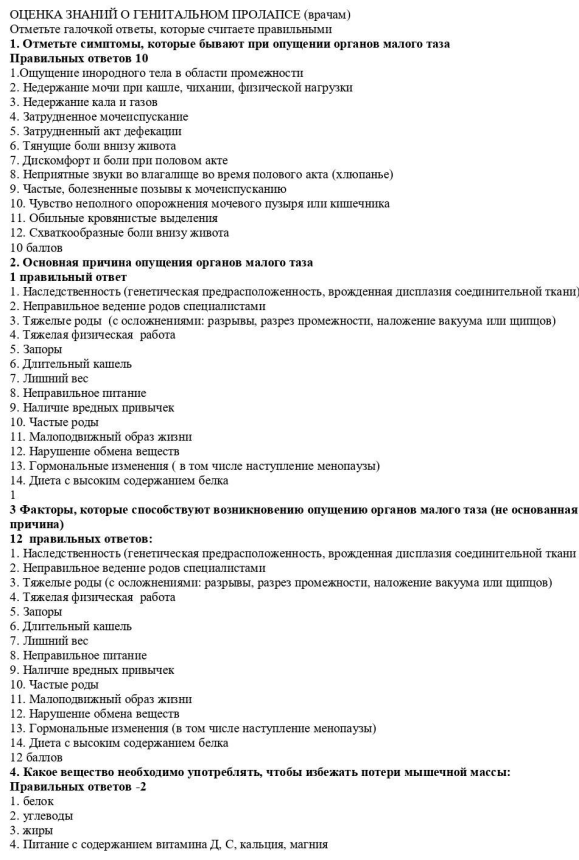 ОЦЕНКА ЗНАНИЙ О ГЕНИТАЛЬНОМ ПРОЛАПСЕ (врачам)
Отметьте галочкой ответы, которые считаете правильными
1. Отметьте симптомы, которые бывают при опущении органов малого таза
Правильных ответов 10
1.Ощущение инородного тела в области промежности
2. Недержание мочи при кашле, чихании, физической нагрузки
3. Недержание кала и газов
4. Затрудненное мочеиспускание
5. Затрудненный акт дефекации
6. Тянущие боли внизу живота
7. Дискомфорт и боли при половом акте
8. Неприятные звуки во влагалище во время полового акта (хлюпанье)
9. Частые, болезненные позывы к мочеиспусканию
10. Чувство неполного опорожнения мочевого пузыря или кишечника
11. Обильные кровянистые выделения
12. Схваткообразные боли внизу живота
10 баллов
2. Основная причина опущения органов малого таза
1 правильный ответ
1. Наследственность (генетическая предрасположенность, врожденная дисплазия соединительной ткани)
2. Неправильное ведение родов специалистами
3. Тяжелые роды (с осложнениями: разрывы, разрез промежности, наложение вакуума или щипцов)
4. Тяжелая физическая работа
5. Запоры
6. Длительный кашель
7. Лишний вес
8. Неправильное питание
9. Наличие вредных привычек
10. Частые роды
11. Малоподвижный образ жизни
12. Нарушение обмена веществ
13. Гормональные изменения ( в том числе наступление менопаузы)
14. Диета с высоким содержанием белка
1
3 Факторы, которые способствуют возникновению опущению органов малого таза (не основанная
причина)
12 правильных ответов:
1. Наследственность (генетическая предрасположенность, врожденная дисплазия соединительной ткани
2. Неправильное ведение родов специалистами
3. Тяжелые роды (с осложнениями: разрывы, разрез промежности, наложение вакуума или щипцов)
4. Тяжелая физическая работа
5. Запоры
6. Длительный кашель
7. Лишний вес
8. Неправильное питание
9. Наличие вредных привычек
10. Частые роды
11. Малоподвижный образ жизни
12. Нарушение обмена веществ
13. Гормональные изменения (в том числе наступление менопаузы)
14. Диета с высоким содержанием белка
12 баллов
4. Какое вещество необходимо употреблять, чтобы избежать потери мышечной массы:
Правильных ответов -2
1. белок
2. углеводы
3. жиры
4. Питание с содержанием витамина Д, С, кальция, магния